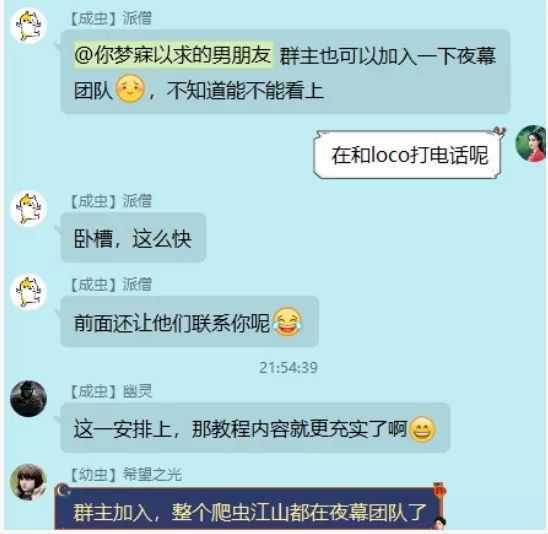 【成虫】派僧
@你梦寐以求的男朋友 群主也可以加入一下夜幕
团队，不知道能不能看上
在和loco打电话呢
【成虫】派僧
卧槽，这么快
【成虫】派僧
前面还让他们联系你呢
21:54:39
【成虫】幽灵
这一安排上，那教程内容就更充实了啊
【幼虫】希望之光
群主加入，整个爬虫江山都在夜幕团队了